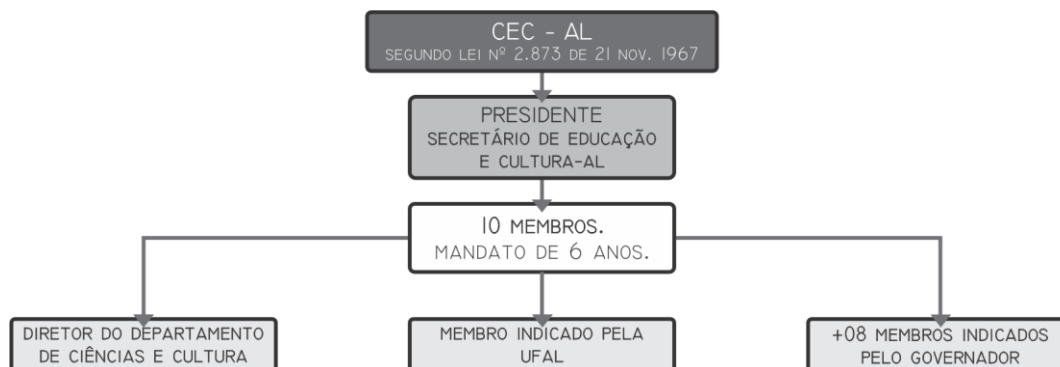 CEC - AL
SEGUNDO LEI Nº 2.873 DE 21 NOV. 1967
PRESIDENTE
SECRETÁRIO DE EDUCAÇÃO
E CULTURA-AL
10 MEMBROS.
MANDATO DE 6 ANOS.
DIRETOR DO DEPARTAMENTO
DE CIÊNCIAS E CULTURA
MEMBRO INDICADO PELA
UFAL
+08 MEMBROS INDICADOS
PELO GOVERNADOR